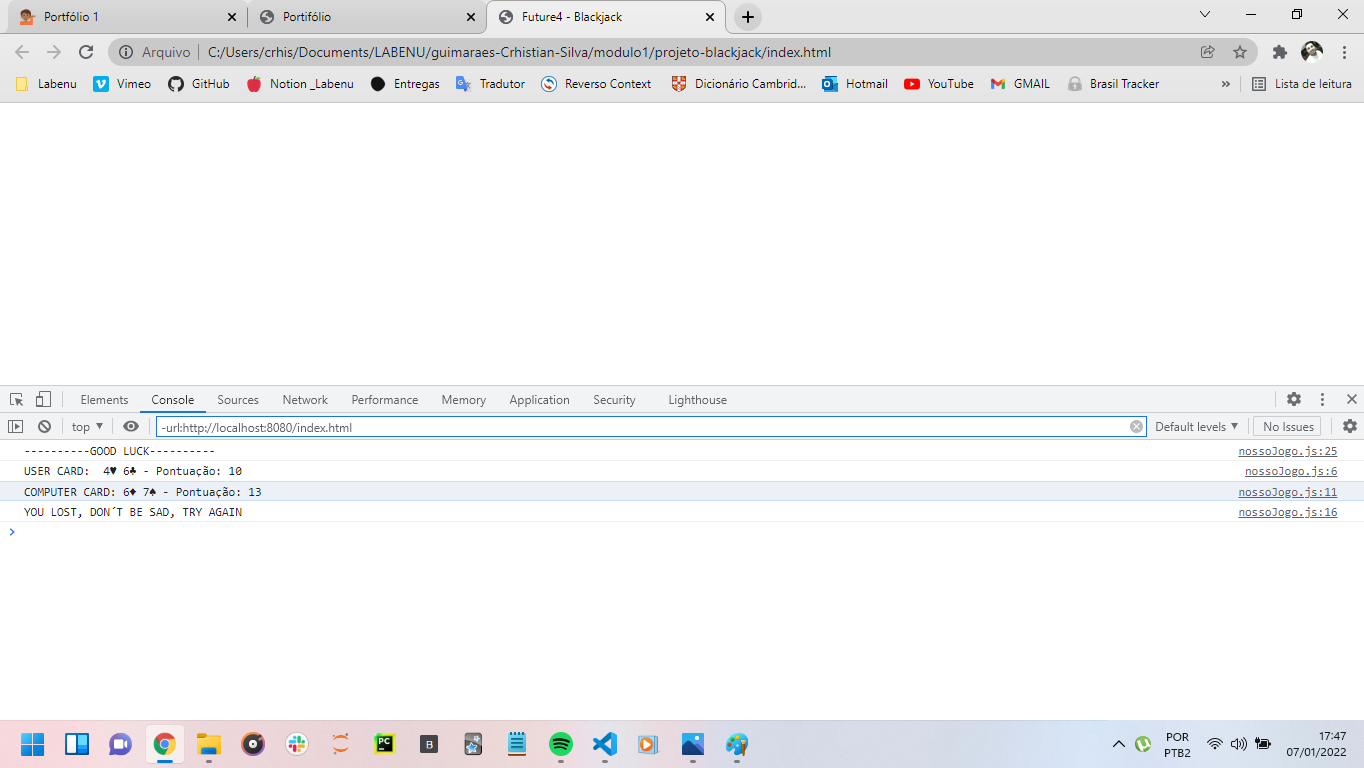 Portfólio 1
Portifólio
Future4 - Blackjack
Arquivo C:/Users/crhis/Documents/LABENU/guimaraes-Crhistian-Silva/modulo1/projeto-blackjack/index.html
Labenu Vimeo GitHub Notion _Labenu Entregas Tradutor Reverso Context Dicionário Cambrid... Hotmail YouTube GMAIL Brasil Tracker » Lista de leitura
Elements Console Sources Network Performance Memory Application Security Lighthouse
top -url:http://localhost:8080/index.html Default levels No Issues
----------GOOD LUCK---------- nossoJogo.js:25
USER CARD:  4♥ 6♣ - Pontuação: 10 nossoJogo.js:6
COMPUTER CARD: 6♦ 7♠ - Pontuação: 13 nossoJogo.js:11
YOU LOST, DON´T BE SAD, TRY AGAIN nossoJogo.js:16
>
PC
B
POR
PTB2
17:47
07/01/2022